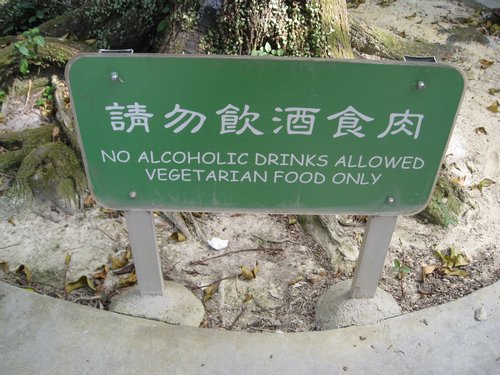 請勿飲酒食肉
NO ALCOHOLIC DRINKS ALLOWED
VEGETARIAN FOOD ONLY